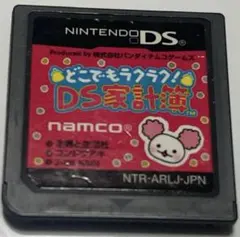 NINTENDO DS
Produced by 株式会社バンダイナムコゲームス
どこでもラクラク!
DS家計簿
namco
NTR-ARLJ-JPN